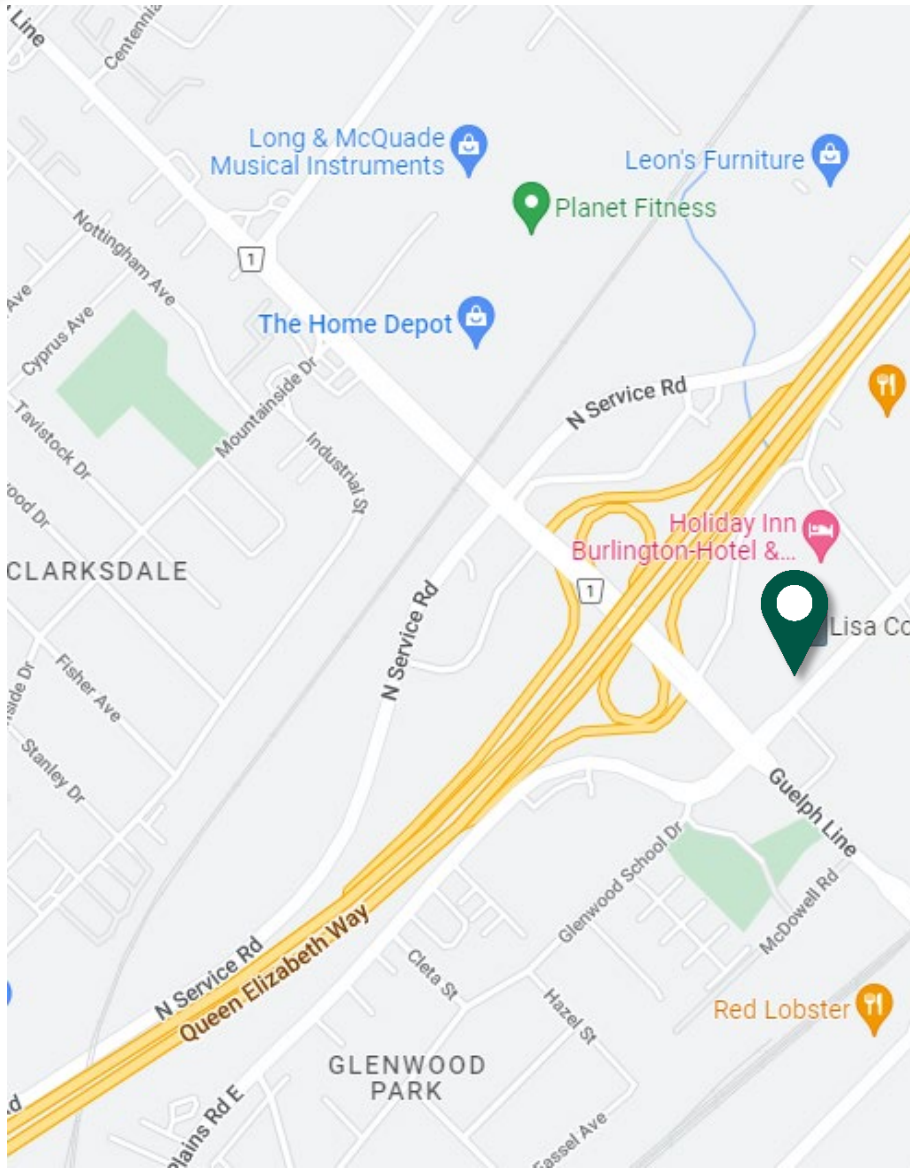 Line
Centennia
Long & McQuade
Musical Instruments
Leon's Furniture
Planet Fitness
Nottingham Ave
1
Ave
Cyprus Ave
The Home Depot
Mountainside Dr
N Service Rd
Tavistock Dr
Industrial St
ood Dr
Holiday Inn
Burlington-Hotel &...
CLARKSDALE
1
N Service Rd
Lisa Co
side Dr
Fisher Ave
Stanley Dr
Guelph Line
Glenwood School Dr
McDowell Rd
N Service Rd
Queen Elizabeth Way
Cleta St
Hazel St
Red Lobster
GLENWOOD
PARK
Rd
Plains Rd E
Fassel Ave